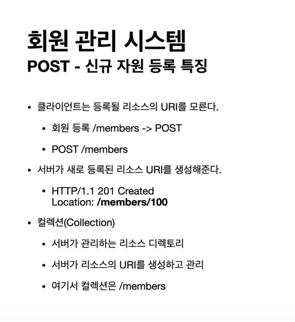 회원 관리 시스템
POST - 신규 자원 등록 특징
• 클라이언트는 등록될 리소스의 URI를 모른다.
• 회원 등록 /members -> POST
• POST /members
• 서버가 새로 등록된 리소스 URI를 생성해준다.
• HTTP/1.1 201 Created
Location: /members/100
• 컬렉션(Collection)
• 서버가 관리하는 리소스 디렉토리
• 서버가 리소스의 URI를 생성하고 관리
• 여기서 컬렉션은 /members